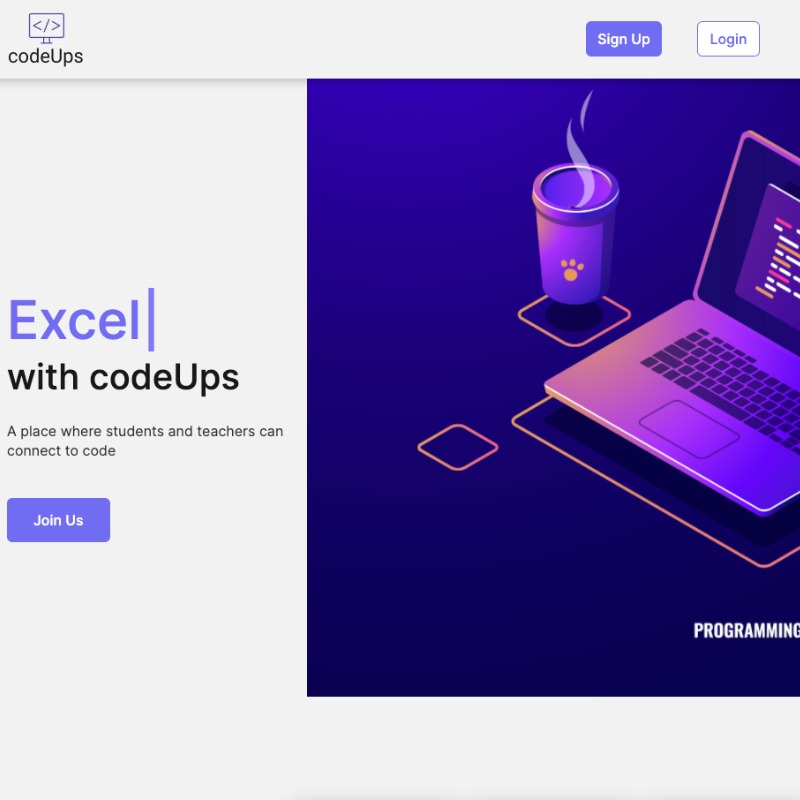 </>
codeUps
Sign Up
Login
Excel
with codeUps
A place where students and teachers can
connect to code
Join Us
PROGRAMMING